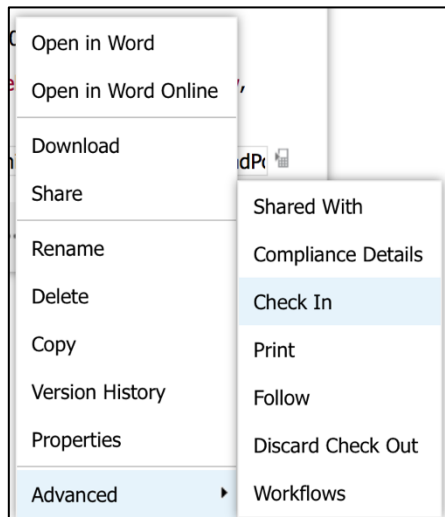 Open in Word
Open in Word Online
Download
Share
Rename
Delete
Copy
Version History
Properties
Advanced
Shared With
Compliance Details
Check In
Print
Follow
Discard Check Out
Workflows